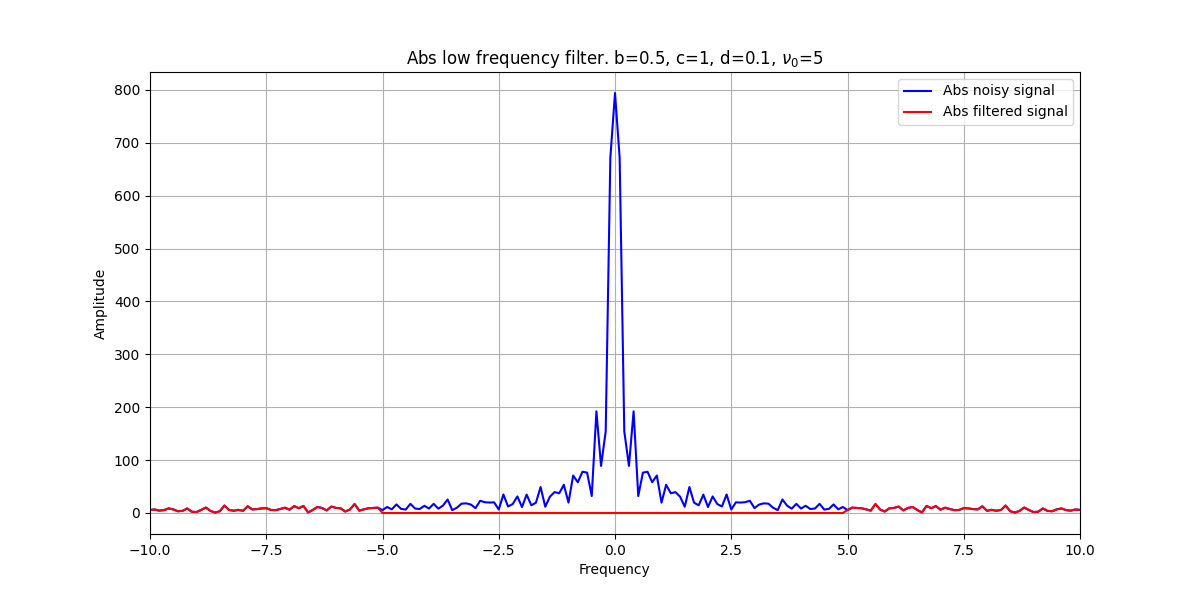 Abs low frequency filter. b=0.5, c=1, d=0.1, ν₀=5
Abs noisy signal
Abs filtered signal
Amplitude
800
700
600
500
400
300
200
100
0
−10.0 −7.5 −5.0 −2.5 0.0 2.5 5.0 7.5 10.0
Frequency